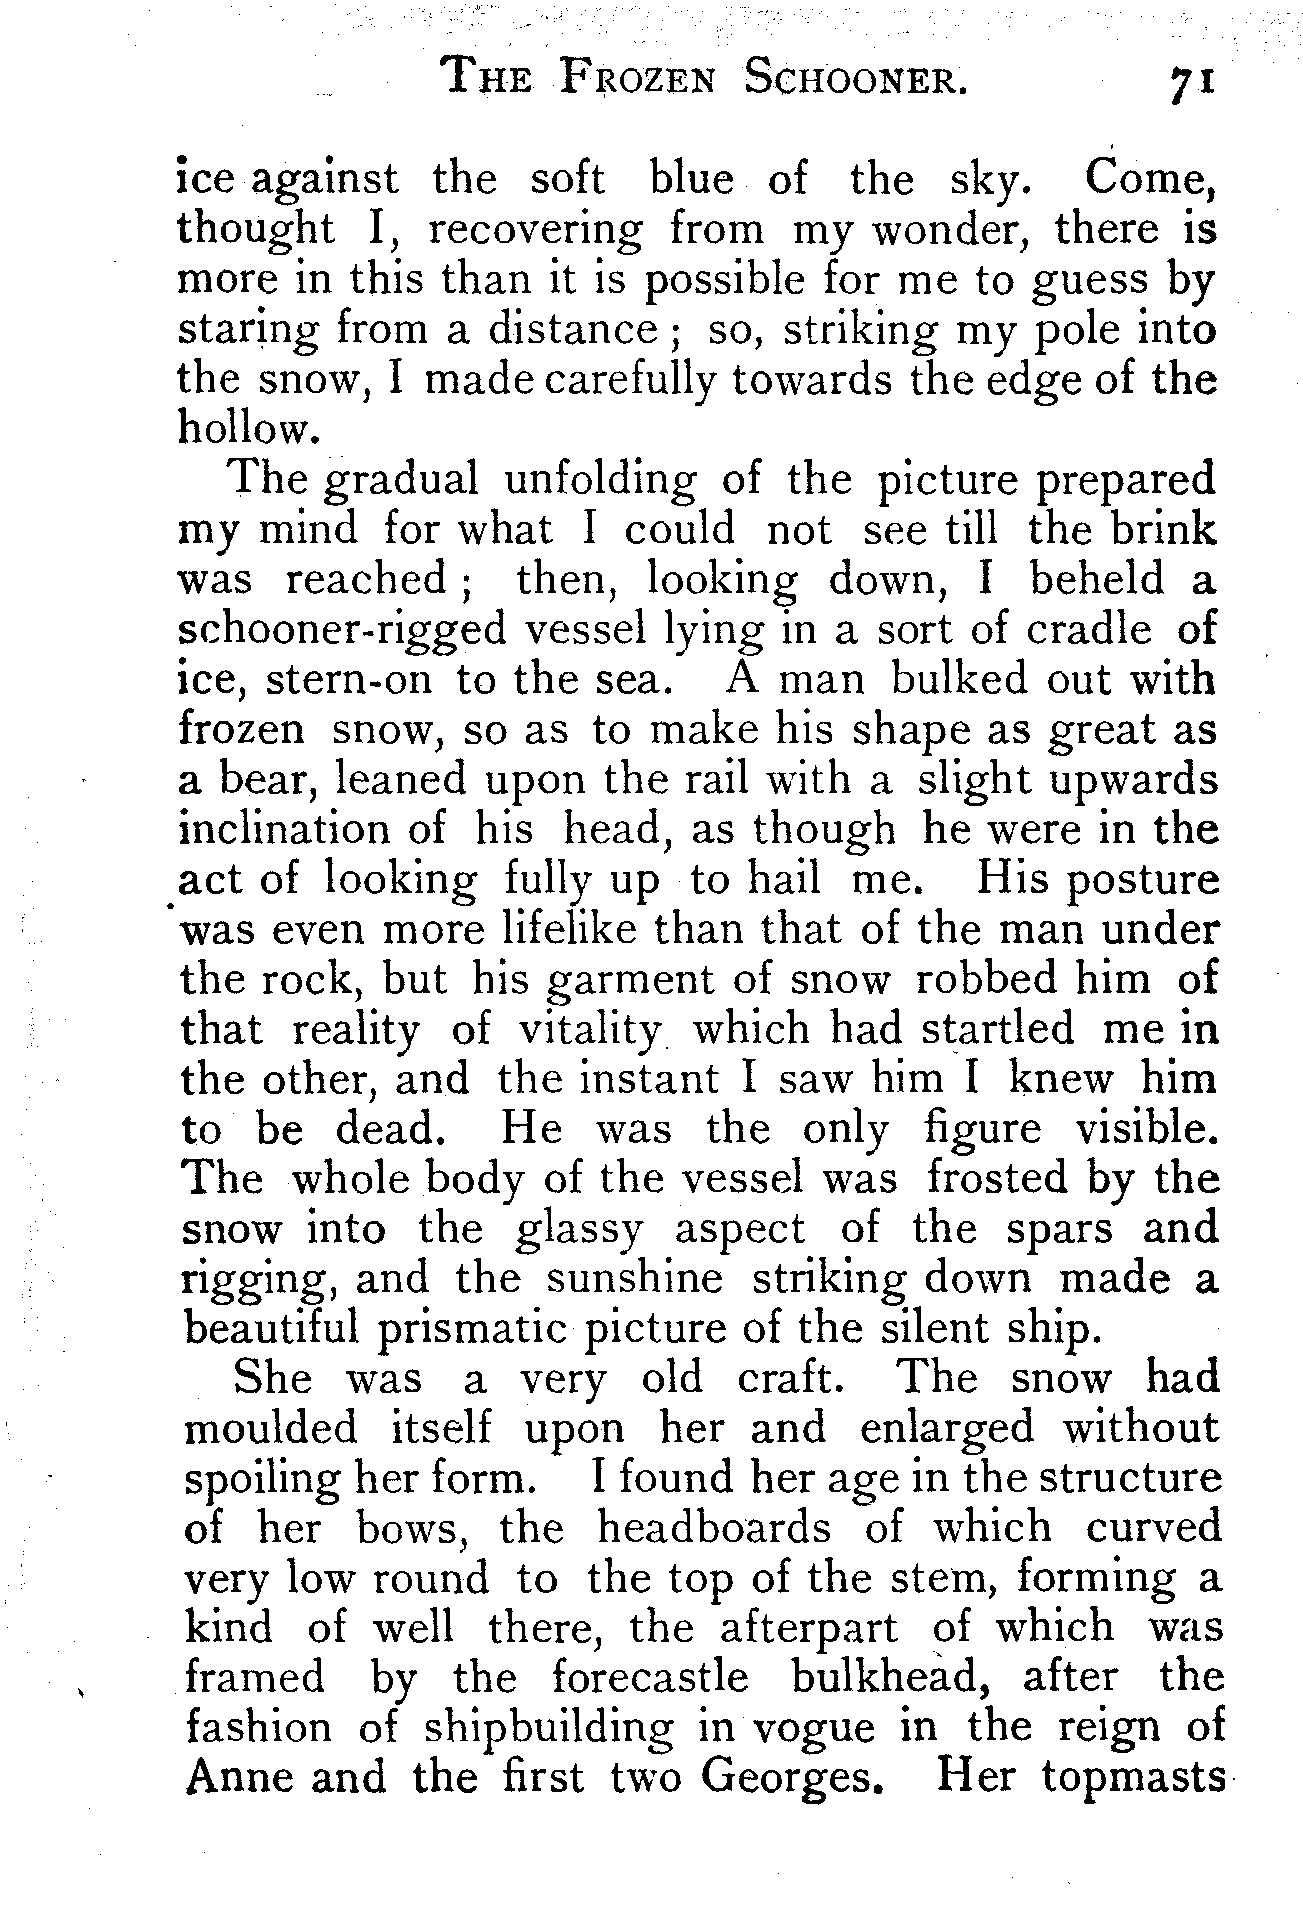 The Frozen Schooner. 71
ice against the soft blue of the sky. Come,
thought I, recovering from my wonder, there is
more in this than it is possible for me to guess by
staring from a distance ; so, striking my pole into
the snow, I made carefully towards the edge of the
hollow.
The gradual unfolding of the picture prepared
my mind for what I could not see till the brink
was reached ; then, looking down, I beheld a
schooner-rigged vessel lying in a sort of cradle of
ice, stern-on to the sea. A man bulked out with
frozen snow, so as to make his shape as great as
a bear, leaned upon the rail with a slight upwards
inclination of his head, as though he were in the
act of looking fully up to hail me. His posture
was even more lifelike than that of the man under
the rock, but his garment of snow robbed him of
that reality of vitality which had startled me in
the other, and the instant I saw him I knew him
to be dead. He was the only figure visible.
The whole body of the vessel was frosted by the
snow into the glassy aspect of the spars and
rigging, and the sunshine striking down made a
beautiful prismatic picture of the silent ship.
She was a very old craft. The snow had
moulded itself upon her and enlarged without
spoiling her form. I found her age in the structure
of her bows, the headboards of which curved
very low round to the top of the stem, forming a
kind of well there, the afterpart of which was
framed by the forecastle bulkhead, after the
fashion of shipbuilding in vogue in the reign of
Anne and the first two Georges. Her topmasts